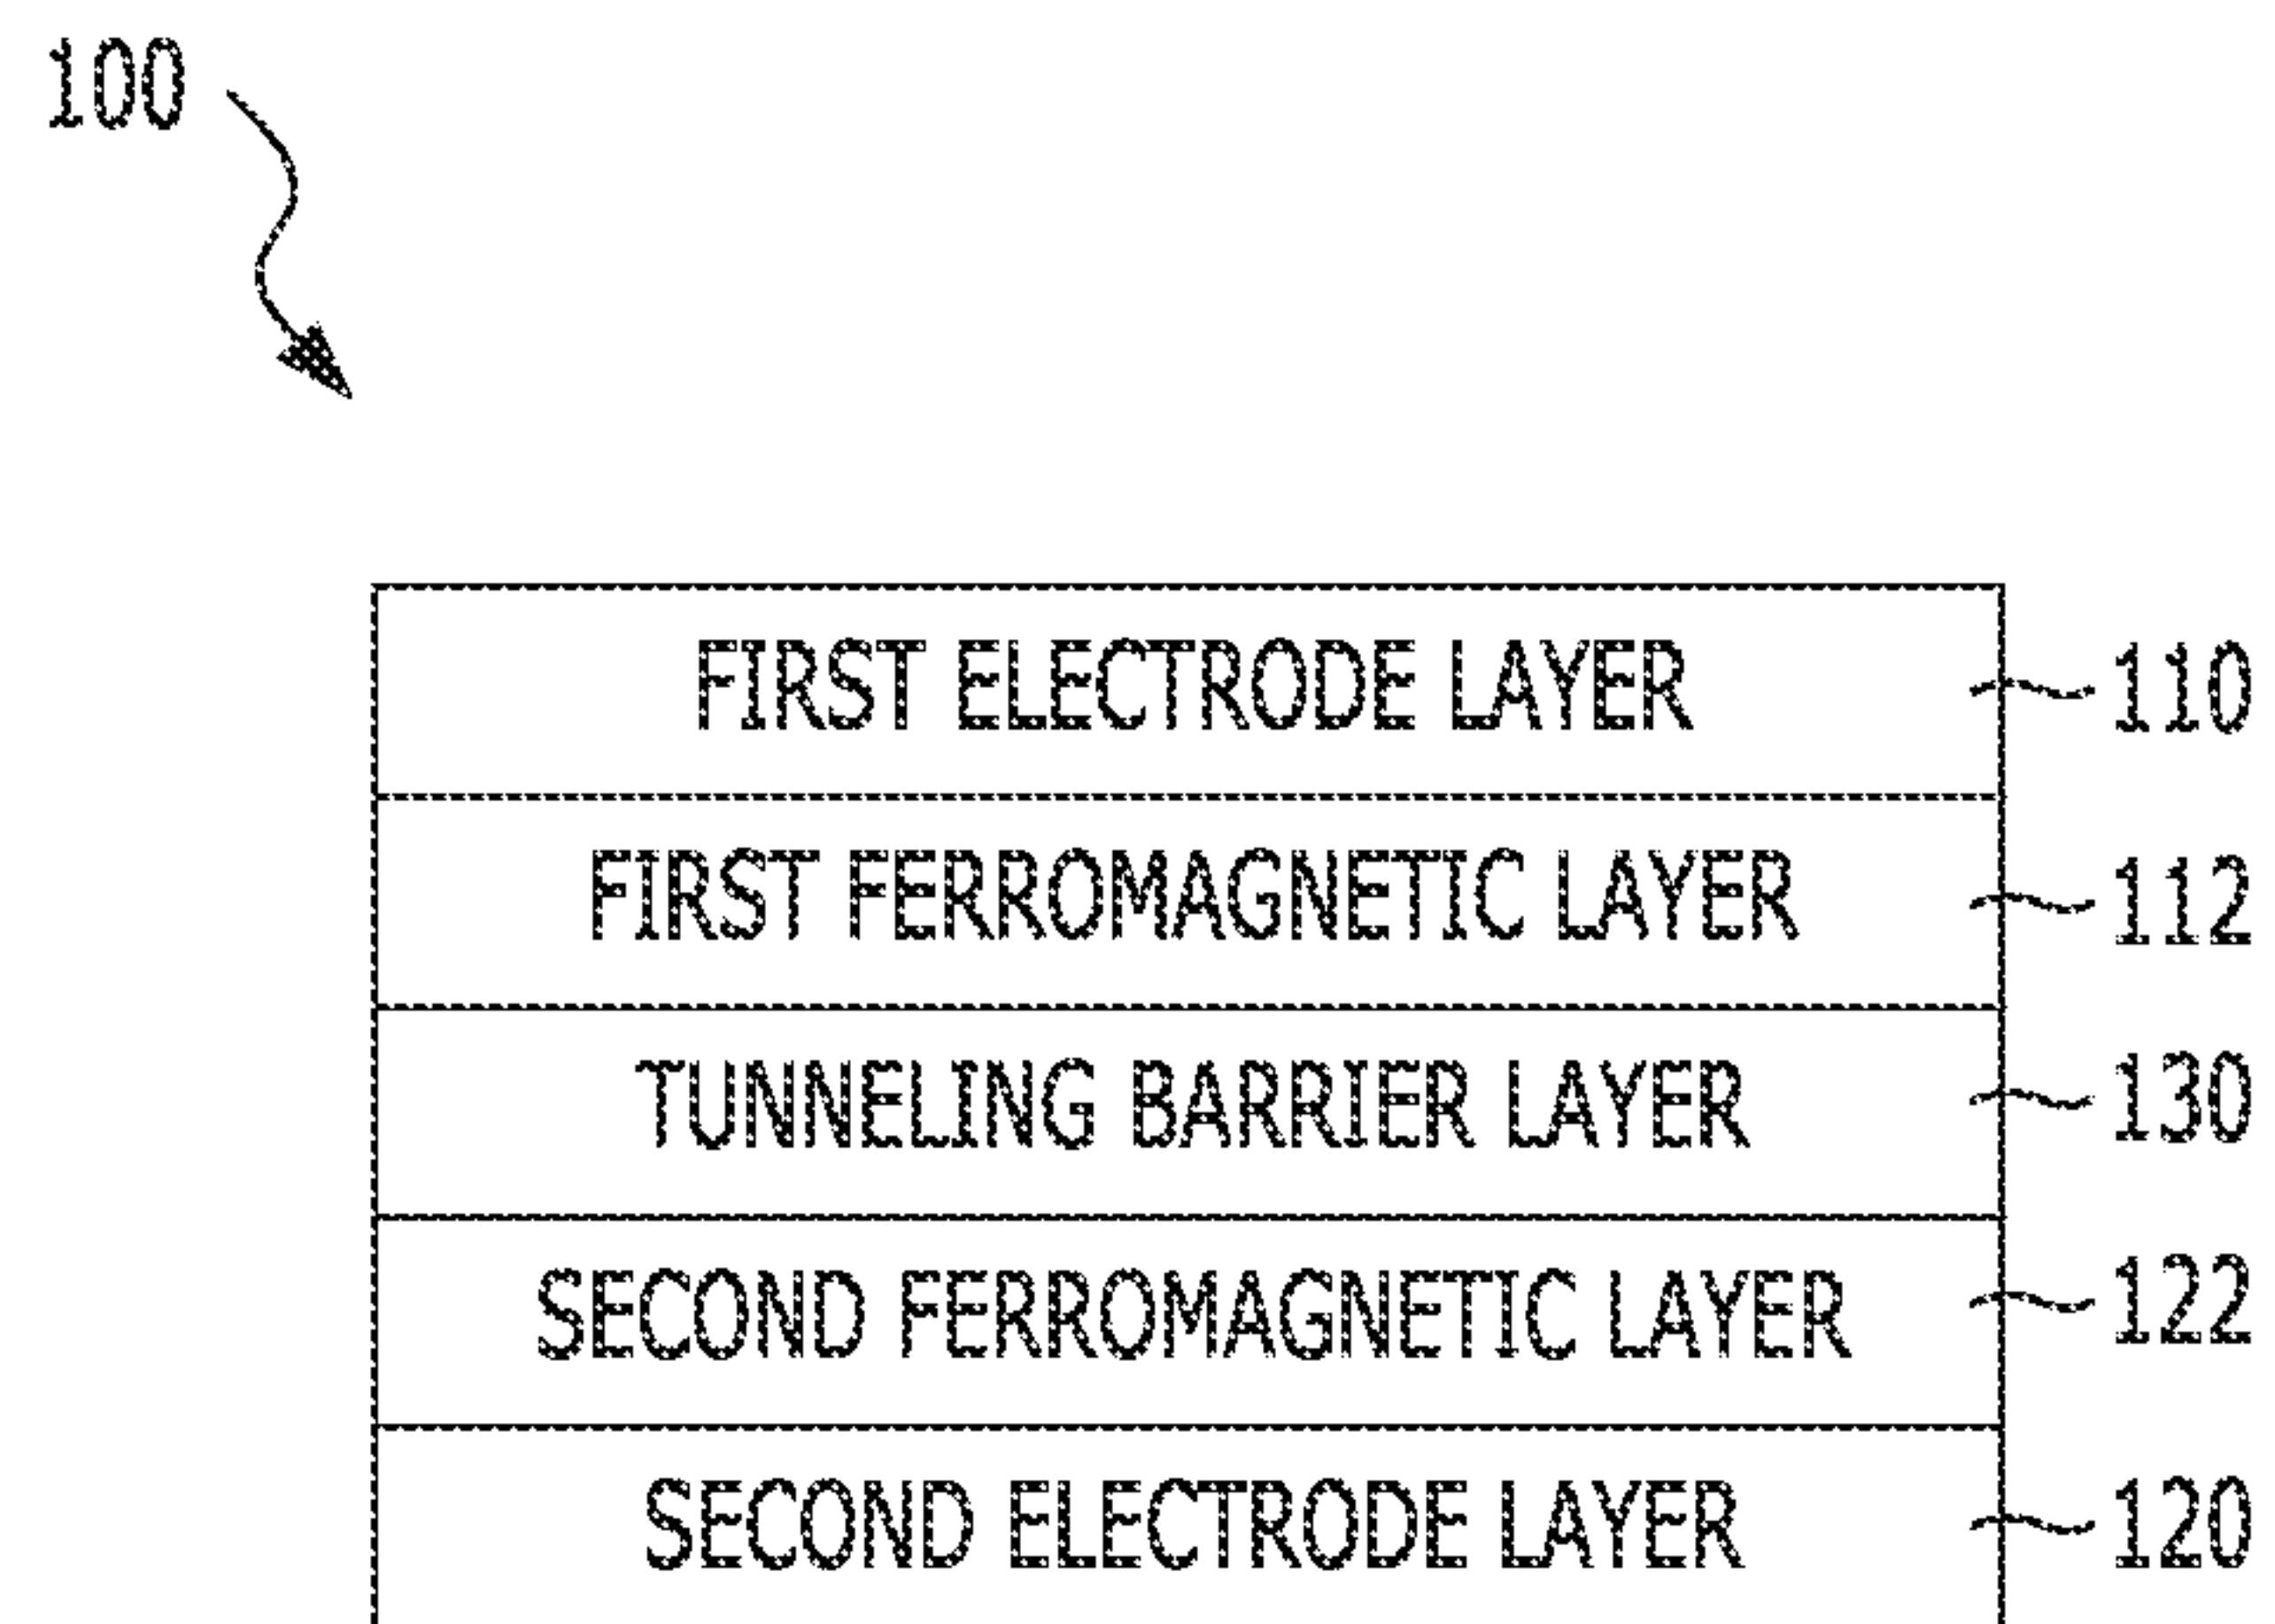 100
FIRST ELECTRODE LAYER 110
FIRST FERROMAGNETIC LAYER 112
TUNNELING BARRIER LAYER 130
SECOND FERROMAGNETIC LAYER 122
SECOND ELECTRODE LAYER 120